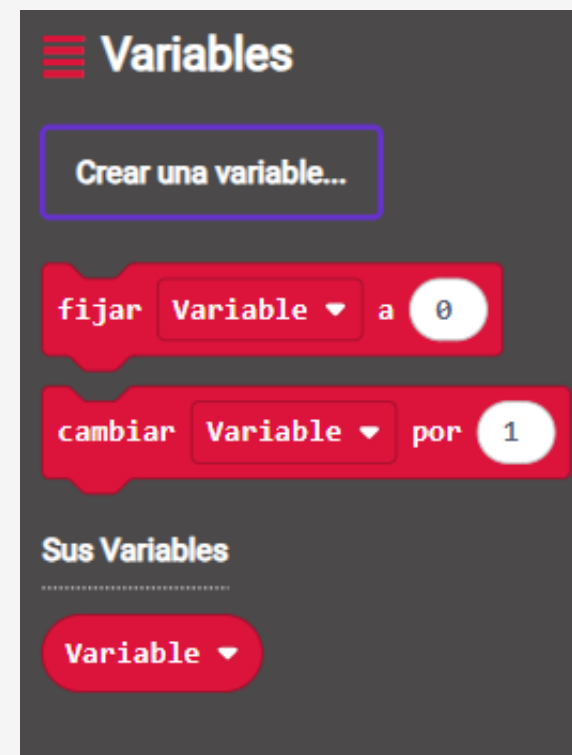 Variables
Crear una variable...
fijar Variable a 0
cambiar Variable por 1
Sus Variables
Variable